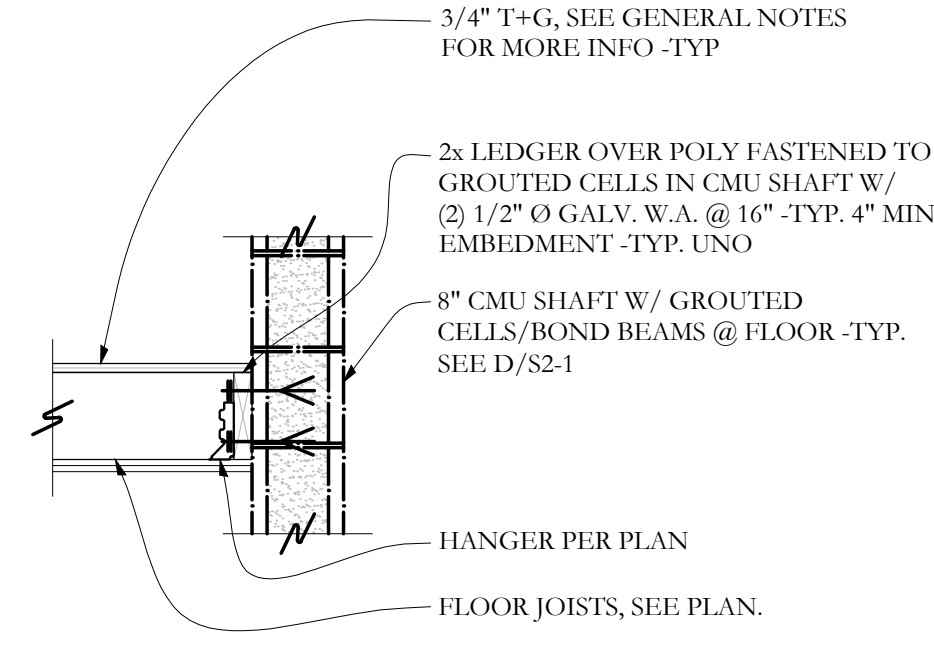 3/4" T+G, SEE GENERAL NOTES
FOR MORE INFO -TYP
2x LEDGER OVER POLY FASTENED TO
GROUTED CELLS IN CMU SHAFT W/
(2) 1/2" Ø GALV. W.A. @ 16" -TYP. 4" MIN
EMBEDMENT -TYP. UNO
8" CMU SHAFT W/ GROUTED
CELLS/BOND BEAMS @ FLOOR -TYP.
SEE D/S2-1
HANGER PER PLAN
FLOOR JOISTS, SEE PLAN.